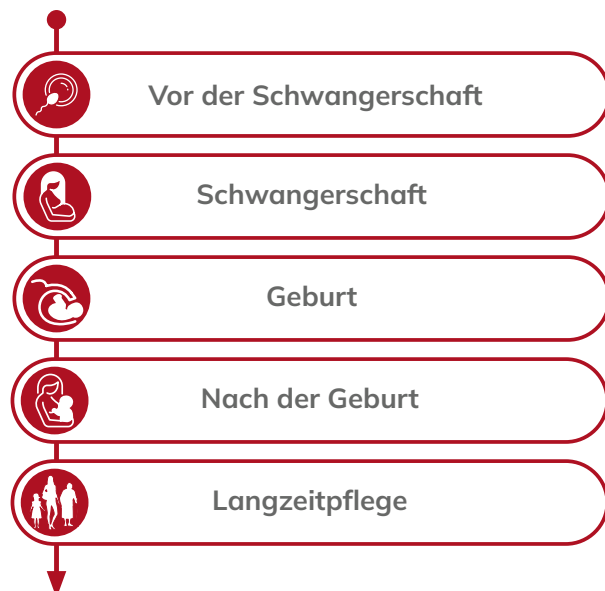 Vor der Schwangerschaft
Schwangerschaft
Geburt
Nach der Geburt
Langzeitpflege